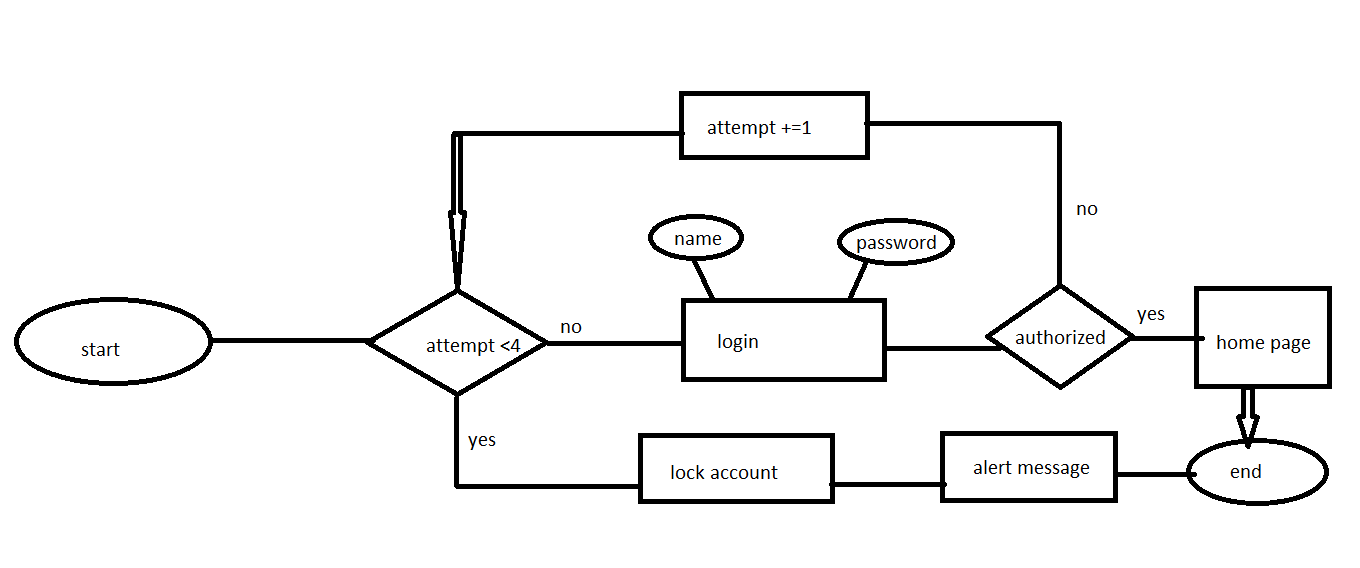 attempt +=1
no
name
password
start
attempt <4
no
login
authorized
yes
home page
yes
lock account
alert message
end